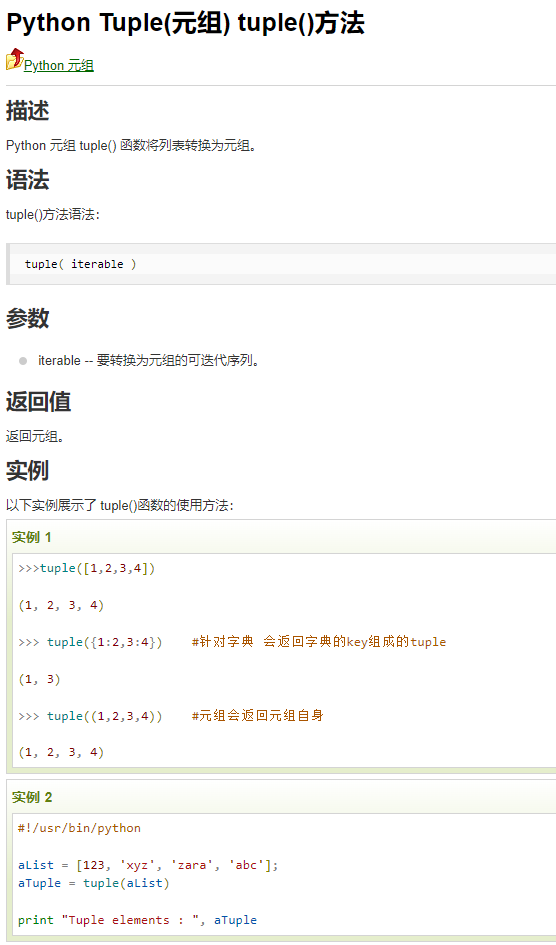 Python Tuple(元组) tuple()方法
Python 元组
描述
Python 元组 tuple() 函数将列表转换为元组。
语法
tuple()方法语法：
tuple( iterable )
参数
iterable -- 要转换为元组的可迭代序列。
返回值
返回元组。
实例
以下实例展示了 tuple()函数的使用方法：
实例 1
>>>tuple([1,2,3,4])
(1, 2, 3, 4)
>>> tuple({1:2,3:4})    #针对字典 会返回字典的key组成的tuple
(1, 3)
>>> tuple((1,2,3,4))    #元组会返回元组自身
(1, 2, 3, 4)
实例 2
#!/usr/bin/python
aList = [123, 'xyz', 'zara', 'abc'];
aTuple = tuple(aList)
print "Tuple elements : ", aTuple